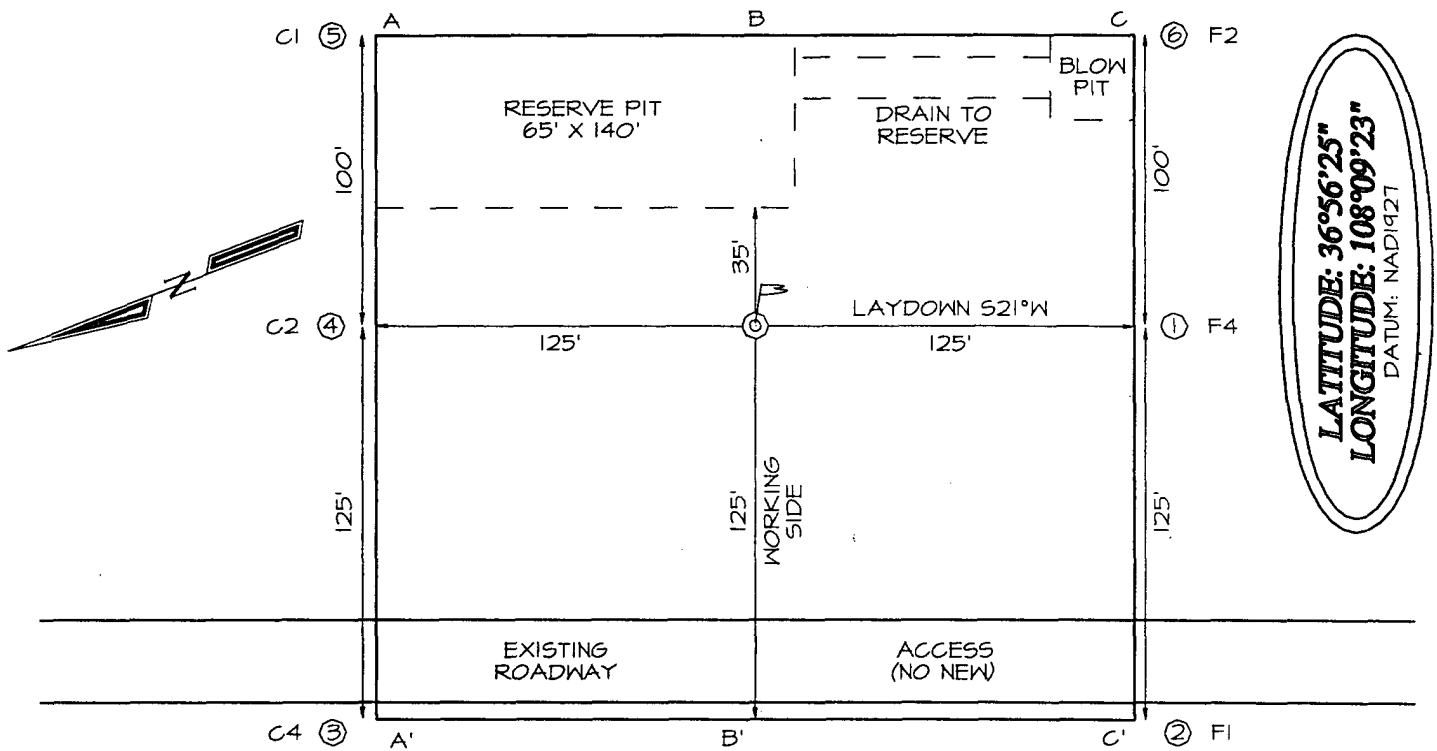 A B C
C1 ⑤ ⑥ F2
BLOW
PIT
RESERVE PIT
65' X 140'
DRAIN TO
RESERVE
100'
100'
35'
N
C2 ④ ① F4
LAYDOWN S21°W
125'
125'
125'
125'
WORKING
SIDE
125'
EXISTING
ROADWAY
ACCESS
(NO NEW)
C4 ③ ② F1
A' B' C'
LATITUDE: 36°56'25"
LONGITUDE: 108°09'23"
DATUM: NAD1927